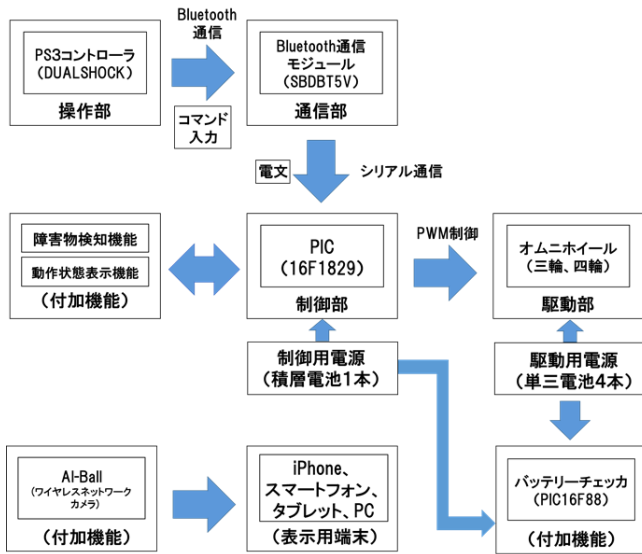 Bluetooth
通信
PS3コントローラ
(DUALSHOCK)
操作部
コマンド
入力
Bluetooth通信
モジュール
(SBDBT5V)
通信部
電文
シリアル通信
障害物検知機能
動作状態表示機能
(付加機能)
PIC
(16F1829)
制御部
PWM制御
オムニホイール
(三輪、四輪)
駆動部
制御用電源
(積層電池1本)
駆動用電源
(単三電池4本)
AI-Ball
(ワイヤレスネットワーク
カメラ)
(付加機能)
iPhone、
スマートフォン、
タブレット、PC
(表示用端末)
バッテリーチェッカ
(PIC16F88)
(付加機能)